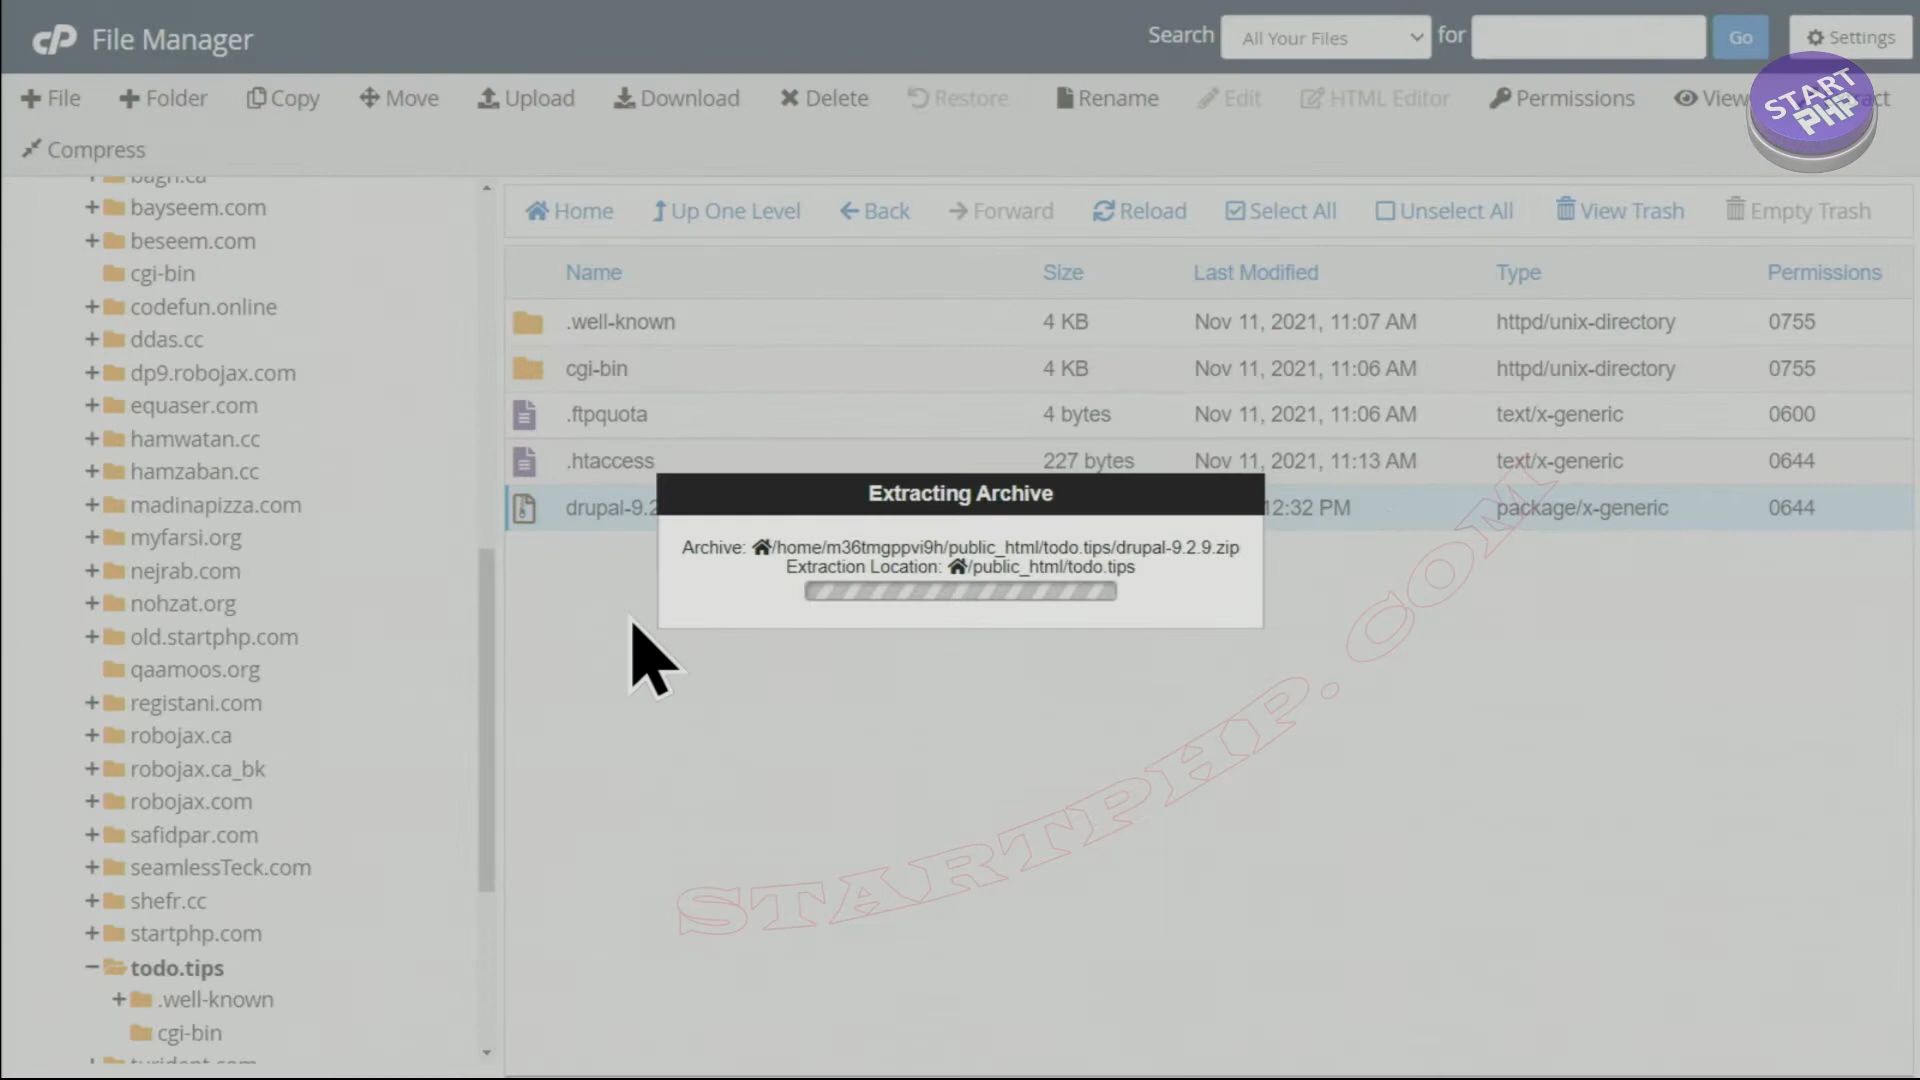 cP File Manager
Search All Your Files for Go Settings
File Folder Copy Move Upload Download Delete Restore Rename Edit HTML Editor Permissions View
START PHP
Compress
bagh.ca
bayseem.com
beseem.com
cgi-bin
codefun.online
ddas.cc
dp9.robojax.com
equaser.com
hamwatan.cc
hamzaban.cc
madinapizza.com
myfarsi.org
nejrab.com
nohzat.org
old.startphp.com
qaamoos.org
registani.com
robojax.ca
robojax.ca_bk
robojax.com
safidpar.com
seamlessTeck.com
shefr.cc
startphp.com
todo.tips
.well-known
cgi-bin
Home Up One Level Back Forward Reload Select All Unselect All View Trash Empty Trash
Name Size Last Modified Type Permissions
.well-known 4 KB Nov 11, 2021, 11:07 AM httpd/unix-directory 0755
cgi-bin 4 KB Nov 11, 2021, 11:06 AM httpd/unix-directory 0755
.ftpquota 4 bytes Nov 11, 2021, 11:06 AM text/x-generic 0600
.htaccess 227 bytes Nov 11, 2021, 11:13 AM text/x-generic 0644
drupal-9.2 12:32 PM package/x-generic 0644
Extracting Archive
Archive: /home/m36tmgppvi9h/public_html/todo.tips/drupal-9.2.9.zip
Extraction Location: /public_html/todo.tips
STARTPHP.COM